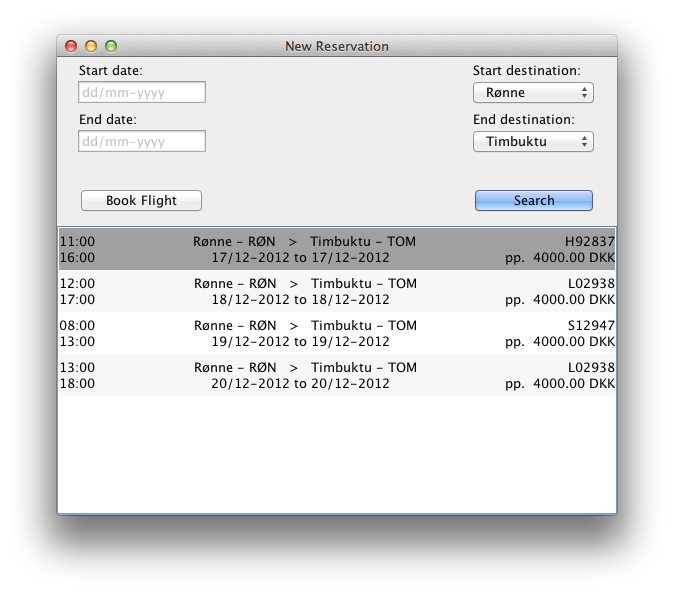 New Reservation
Start date:
Start destination:
dd/mm-yyyy
Rønne
End date:
End destination:
dd/mm-yyyy
Timbuktu
Book Flight
Search
11:00 Rønne - RØN > Timbuktu - TOM H92837
16:00 17/12-2012 to 17/12-2012 pp. 4000.00 DKK
12:00 Rønne - RØN > Timbuktu - TOM L02938
17:00 18/12-2012 to 18/12-2012 pp. 4000.00 DKK
08:00 Rønne - RØN > Timbuktu - TOM S12947
13:00 19/12-2012 to 19/12-2012 pp. 4000.00 DKK
13:00 Rønne - RØN > Timbuktu - TOM L02938
18:00 20/12-2012 to 20/12-2012 pp. 4000.00 DKK